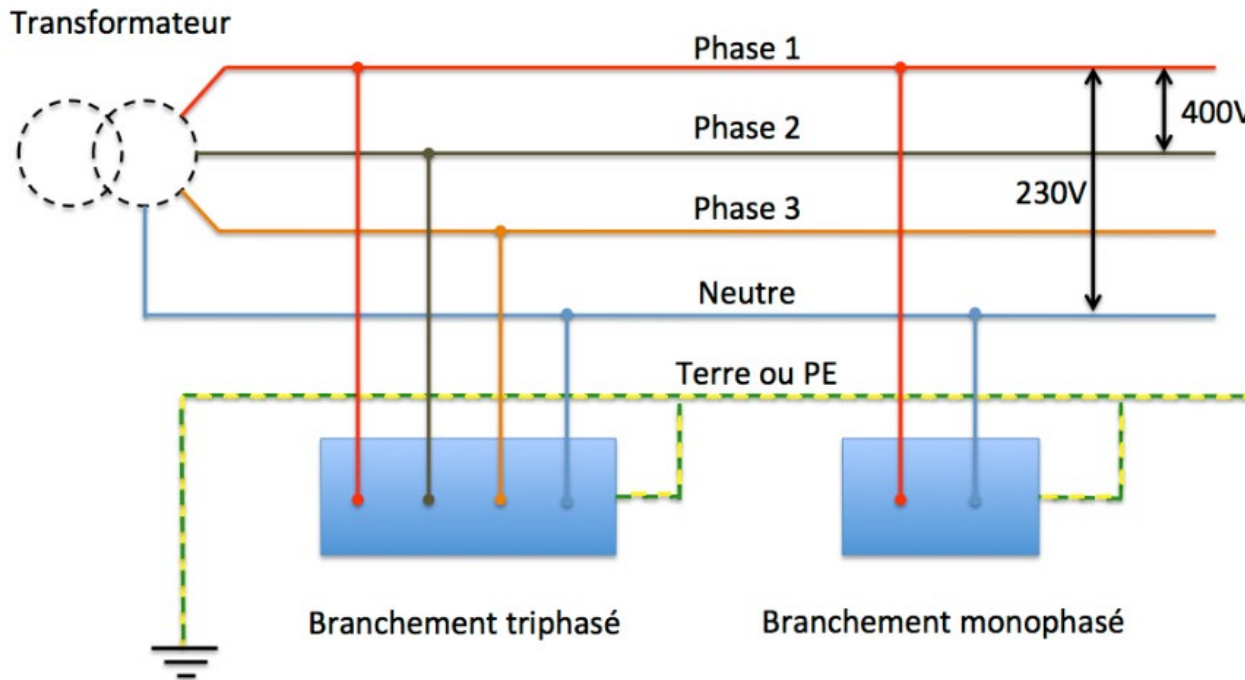 Transformateur
Phase 1
400V
Phase 2
230V
Phase 3
Neutre
Terre ou PE
Branchement triphasé
Branchement monophasé